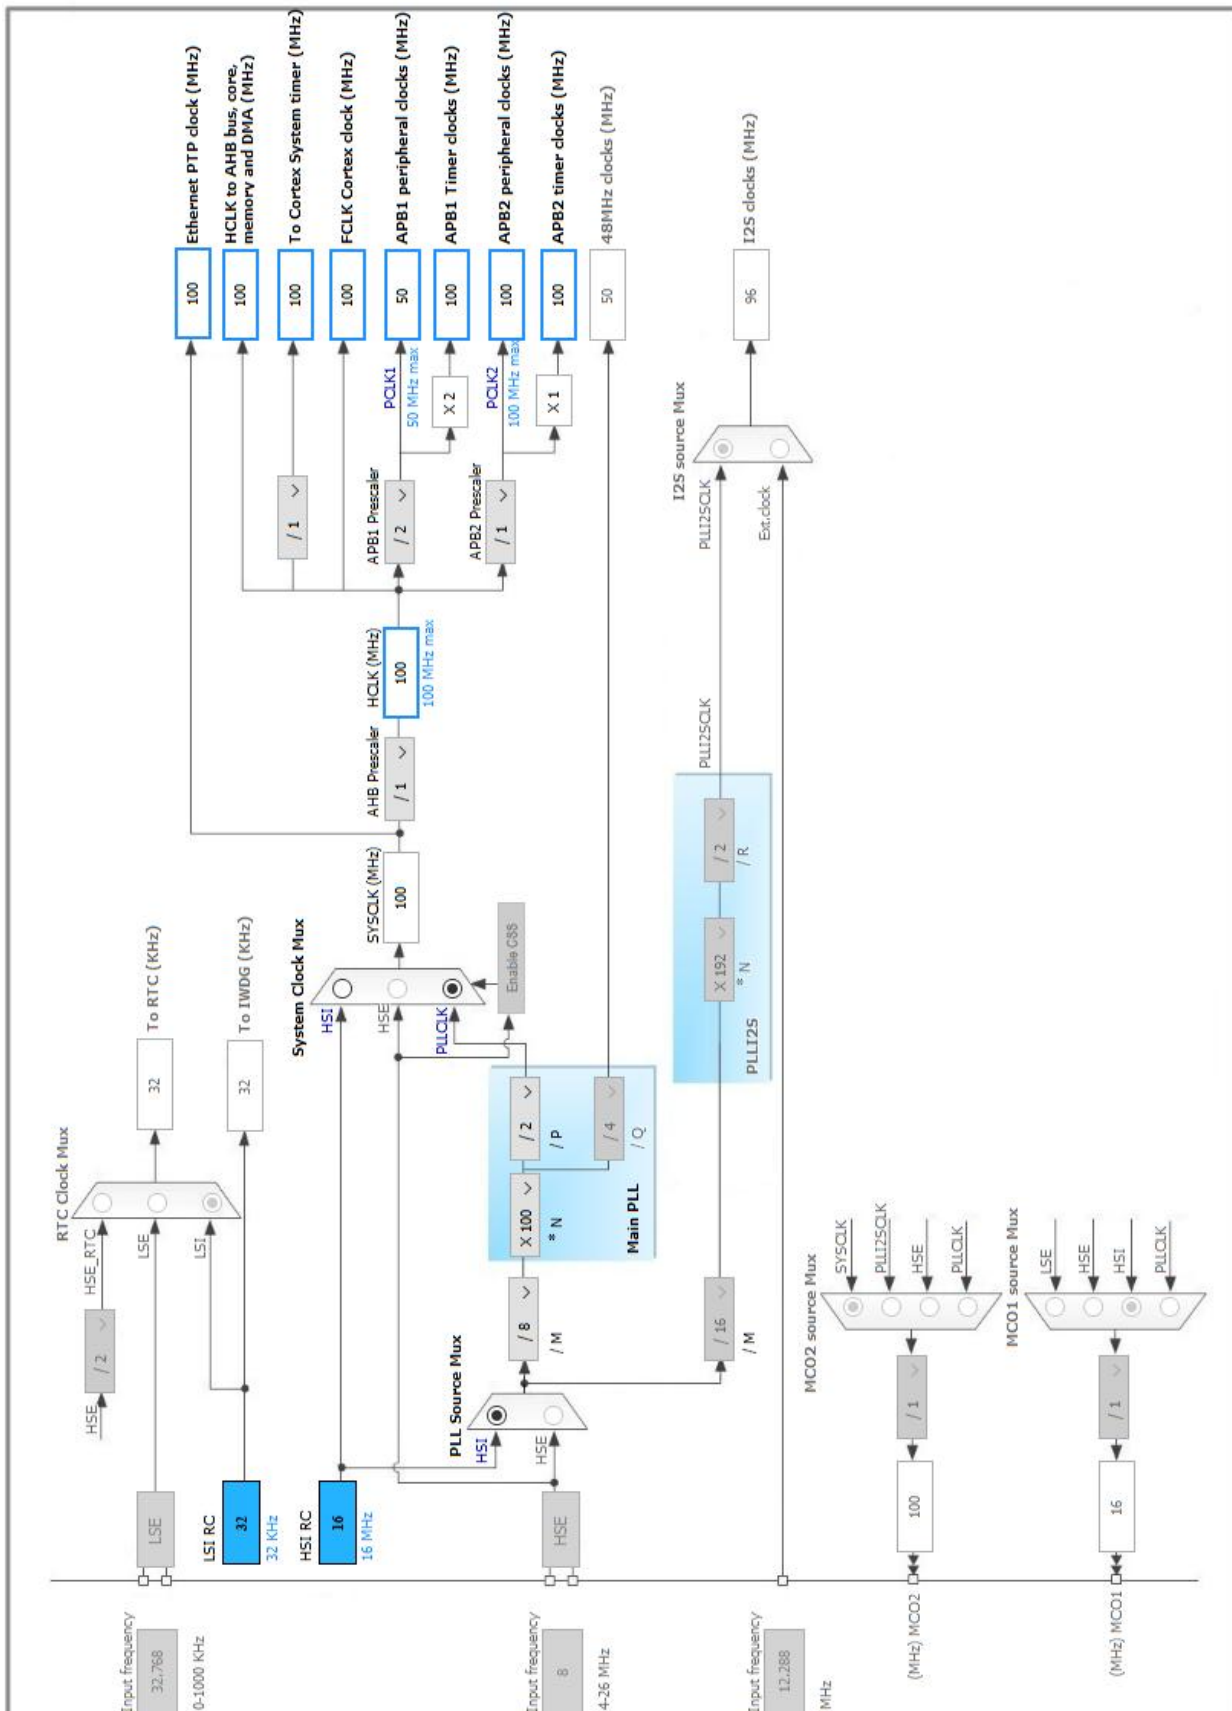 Input frequency
32.768
0-1000 KHz
LSE
HSE
/ 2
HSE_RTC
LSE
LSI
RTC Clock Mux
32
To RTC (KHz)
LSI RC
32
32 KHz
32
To IWDG (KHz)
HSI RC
16
16 MHz
Input frequency
8
4-26 MHz
HSE
PLL Source Mux
HSI
HSE
/ 8
/ M
X 100
* N
/ 2
/ P
/ 4
/ Q
Main PLL
System Clock Mux
HSI
HSE
PLLCLK
Enable CSS
SYSCLK (MHz)
100
AHB Prescaler
/ 1
HCLK (MHz)
100
100 MHz max
/ 1
APB1 Prescaler
/ 2
PCLK1
50 MHz max
X 2
APB2 Prescaler
/ 1
PCLK2
100 MHz max
X 1
100
Ethernet PTP clock (MHz)
100
HCLK to AHB bus, core,
memory and DMA (MHz)
100
To Cortex System timer (MHz)
100
FCLK Cortex clock (MHz)
50
APB1 peripheral clocks (MHz)
100
APB1 Timer clocks (MHz)
100
APB2 peripheral clocks (MHz)
100
APB2 timer clocks (MHz)
50
48MHz clocks (MHz)
/ 16
/ M
X 192
* N
/ 2
/ R
PLLI2S
PLLI2SCLK
PLLI2SCLK
Ext.clock
I2S source Mux
96
I2S clocks (MHz)
Input frequency
12.288
MHz
MCO2 source Mux
SYSCLK
PLLI2SCLK
HSE
PLLCLK
/ 1
100
(MHz) MCO2
MCO1 source Mux
LSE
HSE
HSI
PLLCLK
/ 1
16
(MHz) MCO1